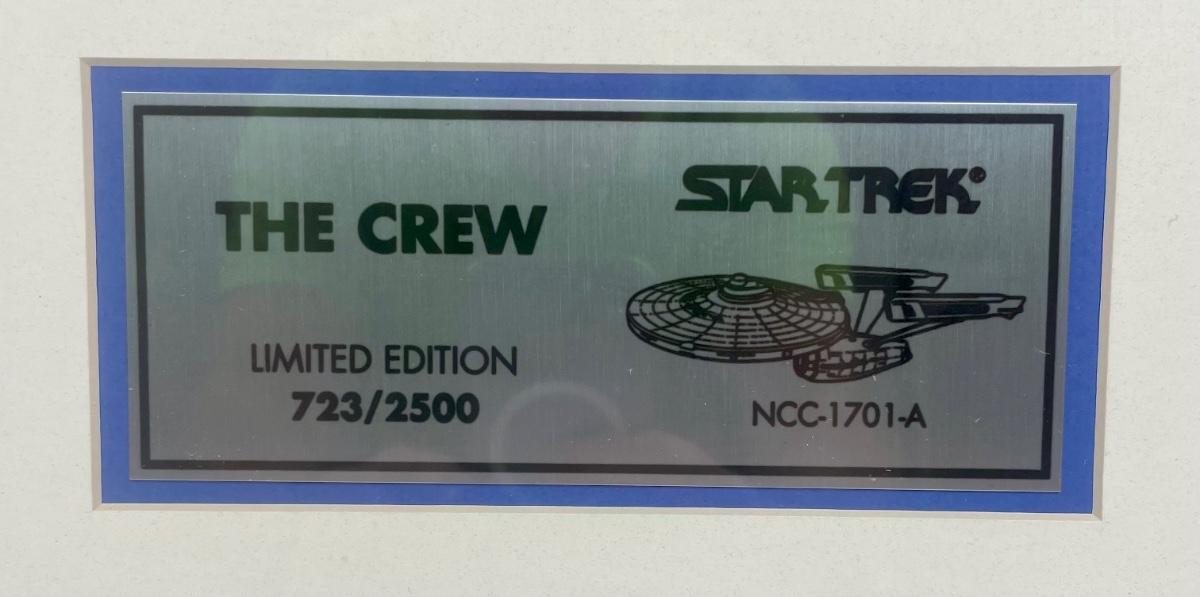 THE CREW
LIMITED EDITION
723/2500
STAR TREK®
NCC-1701-A